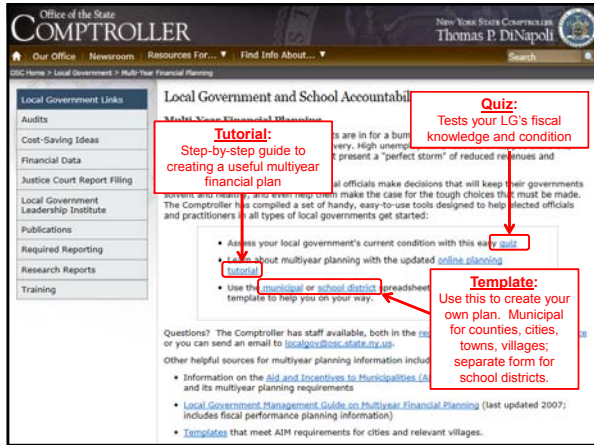 Office of the State
COMPTROLLER
New York State Comptroller
Thomas P. DiNapoli
Our Office Newsroom Resources For... ▼ Find Info About... ▼
Search
OSC Home > Local Government > Multi-Year Financial Planning
Local Government Links
Audits
Cost-Saving Ideas
Financial Data
Justice Court Report Filing
Local Government
Leadership Institute
Publications
Required Reporting
Research Reports
Training
Local Government and School Accountabil
Quiz:
Tests your LG's fiscal
knowledge and condition
Tutorial:
Step-by-step guide to
creating a useful multiyear
financial plan
ts are in for a bum
very. High unemploy
t present a "perfect storm" of reduced revenues and
al officials make decisions that will keep their governments
solvent and healthy, and even help them make the case for the tough choices that must be made.
The Comptroller has compiled a set of handy, easy-to-use tools designed to help elected officials
and practitioners in all types of local governments get started:
• Assess your local government's current condition with this easy quiz
• Learn about multiyear planning with the updated online planning
tutorial
• Use the municipal or school district spreadsheet
template to help you on your way.
Template:
Use this to create your
own plan. Municipal
for counties, cities,
towns, villages;
separate form for
school districts.
Questions? The Comptroller has staff available, both in the
or you can send an email to localgov@osc.state.ny.us.
Other helpful sources for multiyear planning information includ
• Information on the Aid and Incentives to Municipalities (AI
and its multiyear planning requirements
• Local Government Management Guide on Multiyear Financial Planning (last updated 2007;
includes fiscal performance planning information)
• Templates that meet AIM requirements for cities and relevant villages.